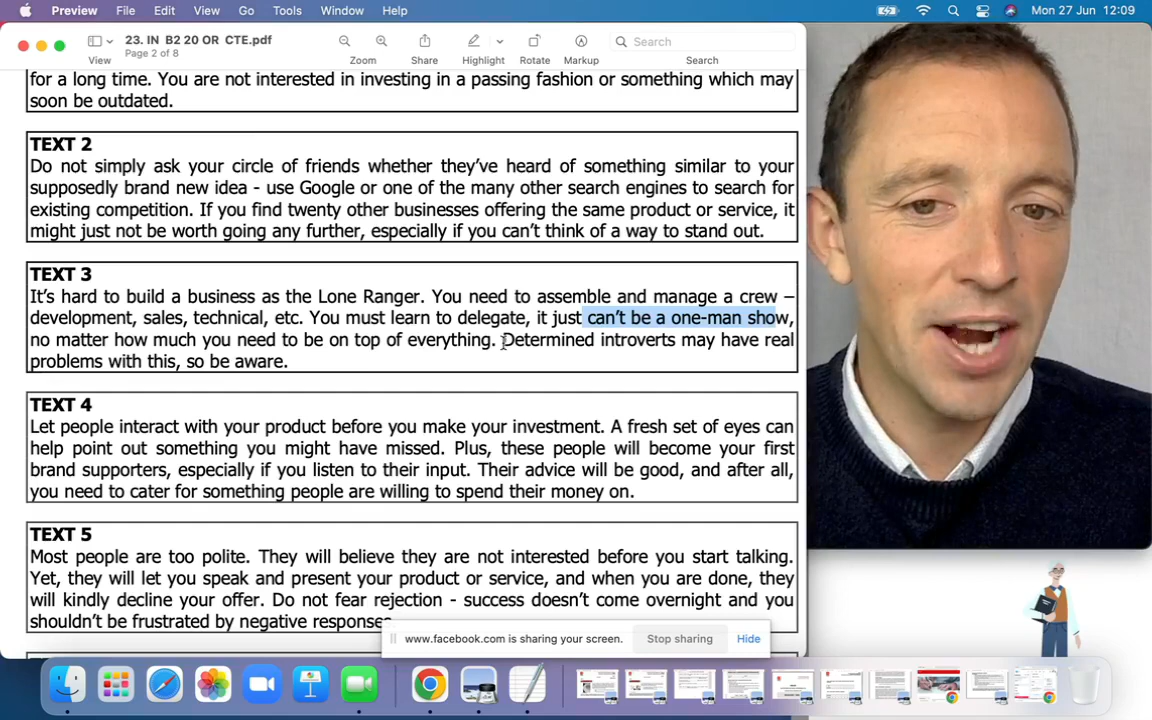 Preview File Edit View Go Tools Window Help Mon 27 Jun 12:09
23. IN B2 20 OR CTE.pdf
Page 2 of 8
Search
View Zoom Share Highlight Rotate Markup Search
for a long time. You are not interested in investing in a passing fashion or something which may
soon be outdated.
TEXT 2
Do not simply ask your circle of friends whether they've heard of something similar to your
supposedly brand new idea - use Google or one of the many other search engines to search for
existing competition. If you find twenty other businesses offering the same product or service, it
might just not be worth going any further, especially if you can't think of a way to stand out.
TEXT 3
It's hard to build a business as the Lone Ranger. You need to assemble and manage a crew –
development, sales, technical, etc. You must learn to delegate, it just can't be a one-man show,
no matter how much you need to be on top of everything. Determined introverts may have real
problems with this, so be aware.
TEXT 4
Let people interact with your product before you make your investment. A fresh set of eyes can
help point out something you might have missed. Plus, these people will become your first
brand supporters, especially if you listen to their input. Their advice will be good, and after all,
you need to cater for something people are willing to spend their money on.
TEXT 5
Most people are too polite. They will believe they are not interested before you start talking.
Yet, they will let you speak and present your product or service, and when you are done, they
will kindly decline your offer. Do not fear rejection - success doesn't come overnight and you
shouldn't be frustrated by negative responses
www.facebook.com is sharing your screen. Stop sharing Hide